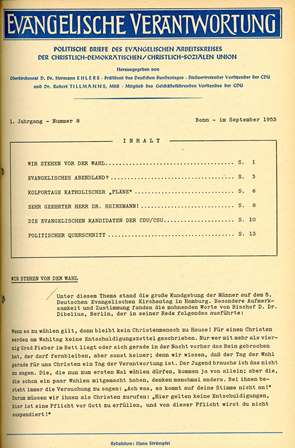 EVANGELISCHE VERANTWORTUNG
POLITISCHE BRIEFE DES EVANGELISCHEN ARBEITSKREISES
DER CHRISTLICH-DEMOKRATISCHEN/CHRISTLICH-SOZIALEN UNION
Herausgegeben von
Oberkirchenrat D. Dr. Hermann EHLERS · Präsident des Deutschen Bundestages · Stellvertretender Vorsitzender der CDU
und Dr. Robert TILLMANNS, MdB · Mitglied des Geschäftsführenden Vorstandes der CDU
1. Jahrgang - Nummer 8
Bonn - im September 1953
INHALT
WIR STEHEN VOR DER WAHL S. 1
EVANGELISCHES ABENDLAND? S. 3
KOLPORTAGE KATHOLISCHER "PLÄNE" S. 6
SEHR GEEHRTER HERR DR. HEINEMANN! S. 8
DIE EVANGELISCHEN KANDIDATEN DER CDU/CSU S. 10
POLITISCHER QUERSCHNITT S. 13
WIR STEHEN VOR DER WAHL
Unter diesem Thema stand die große Kundgebung der Männer auf dem 5.
Deutschen Evangelischen Kirchentag in Hamburg. Besondere Aufmerk-
samkeit und Zustimmung fanden die mahnenden Worte von Bischof D. Dr.
Dibelius, Berlin, der in seiner Rede folgendes ausführte:
Wenn es zu wählen gilt, dann bleibt kein Christenmensch zu Hause! Für einen Christen
werden am Wahltag keine Entschuldigungszettel geschrieben. Nur wer mit mehr als vier-
zig Grad Fieber im Bett liegt oder sich gerade in der Nacht vorher das Bein gebrochen
hat, der darf fernbleiben, aber sonst keiner; denn wir wissen, daß der Tag der Wahl
gerade für uns Christen ein Tag der Verantwortung ist. Der Jugend brauche ich das nicht
zu sagen. Die, die nun zum ersten Mal wählen dürfen, kommen ja von allein; aber die,
die schon ein paar Wahlen mitgemacht haben, denken manchmal anders. Bei ihnen be-
steht immer die Versuchung zu sagen: "Ach was, es kommt auf deine Stimme nicht an!"
Darum müssen wir ihnen als Christen zurufen: "Hier gelten keine Entschuldigungen,
hier ist eine Pflicht vor Gott zu erfüllen, und von dieser Pflicht wirst du nicht
suspendiert!"
Redaktion: Hans Strümpfel